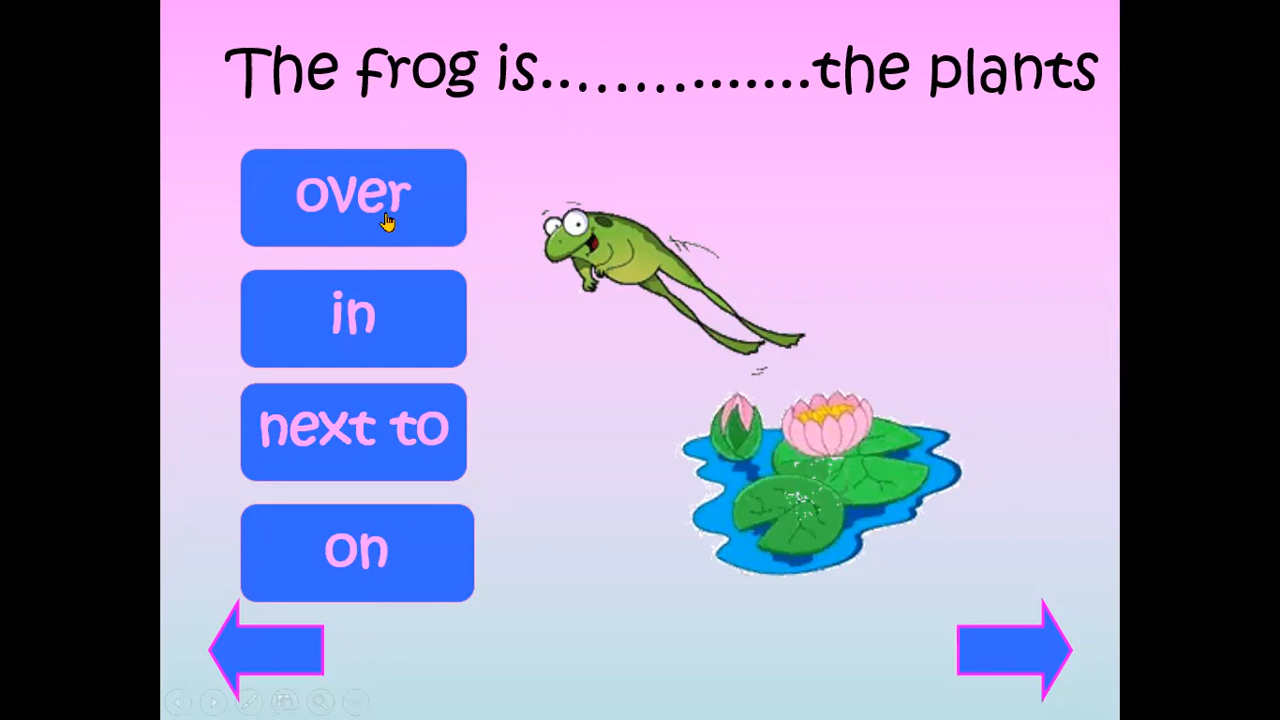 The frog is…..…….......the plants
over
in
next to
on